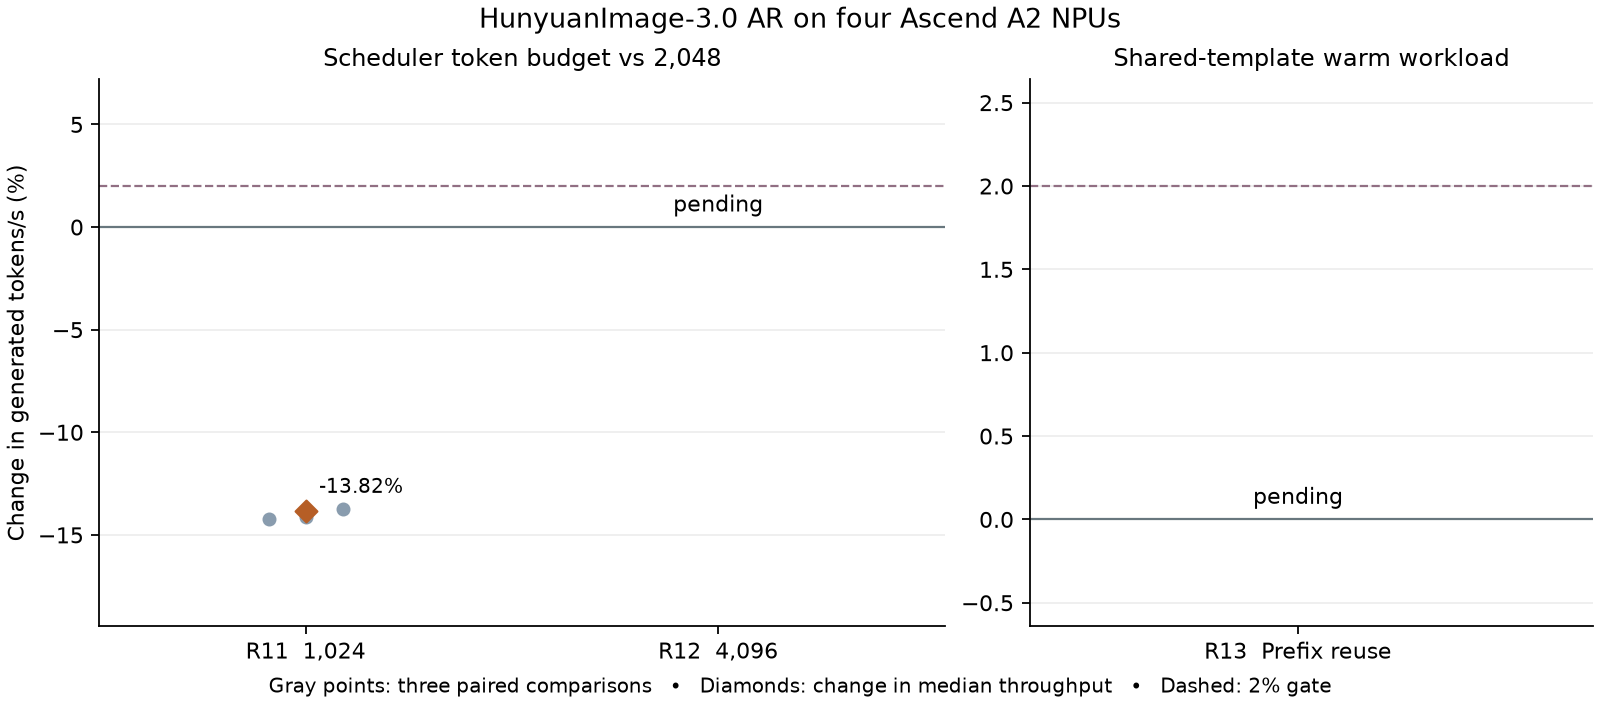 HunyuanImage-3.0 AR on four Ascend A2 NPUs
Scheduler token budget vs 2,048
Change in generated tokens/s (%)
5
0
−5
−10
−15
pending
-13.82%
R11  1,024
R12  4,096
Shared-template warm workload
2.5
2.0
1.5
1.0
0.5
0.0
−0.5
pending
R13  Prefix reuse
Gray points: three paired comparisons  •  Diamonds: change in median throughput  •  Dashed: 2% gate